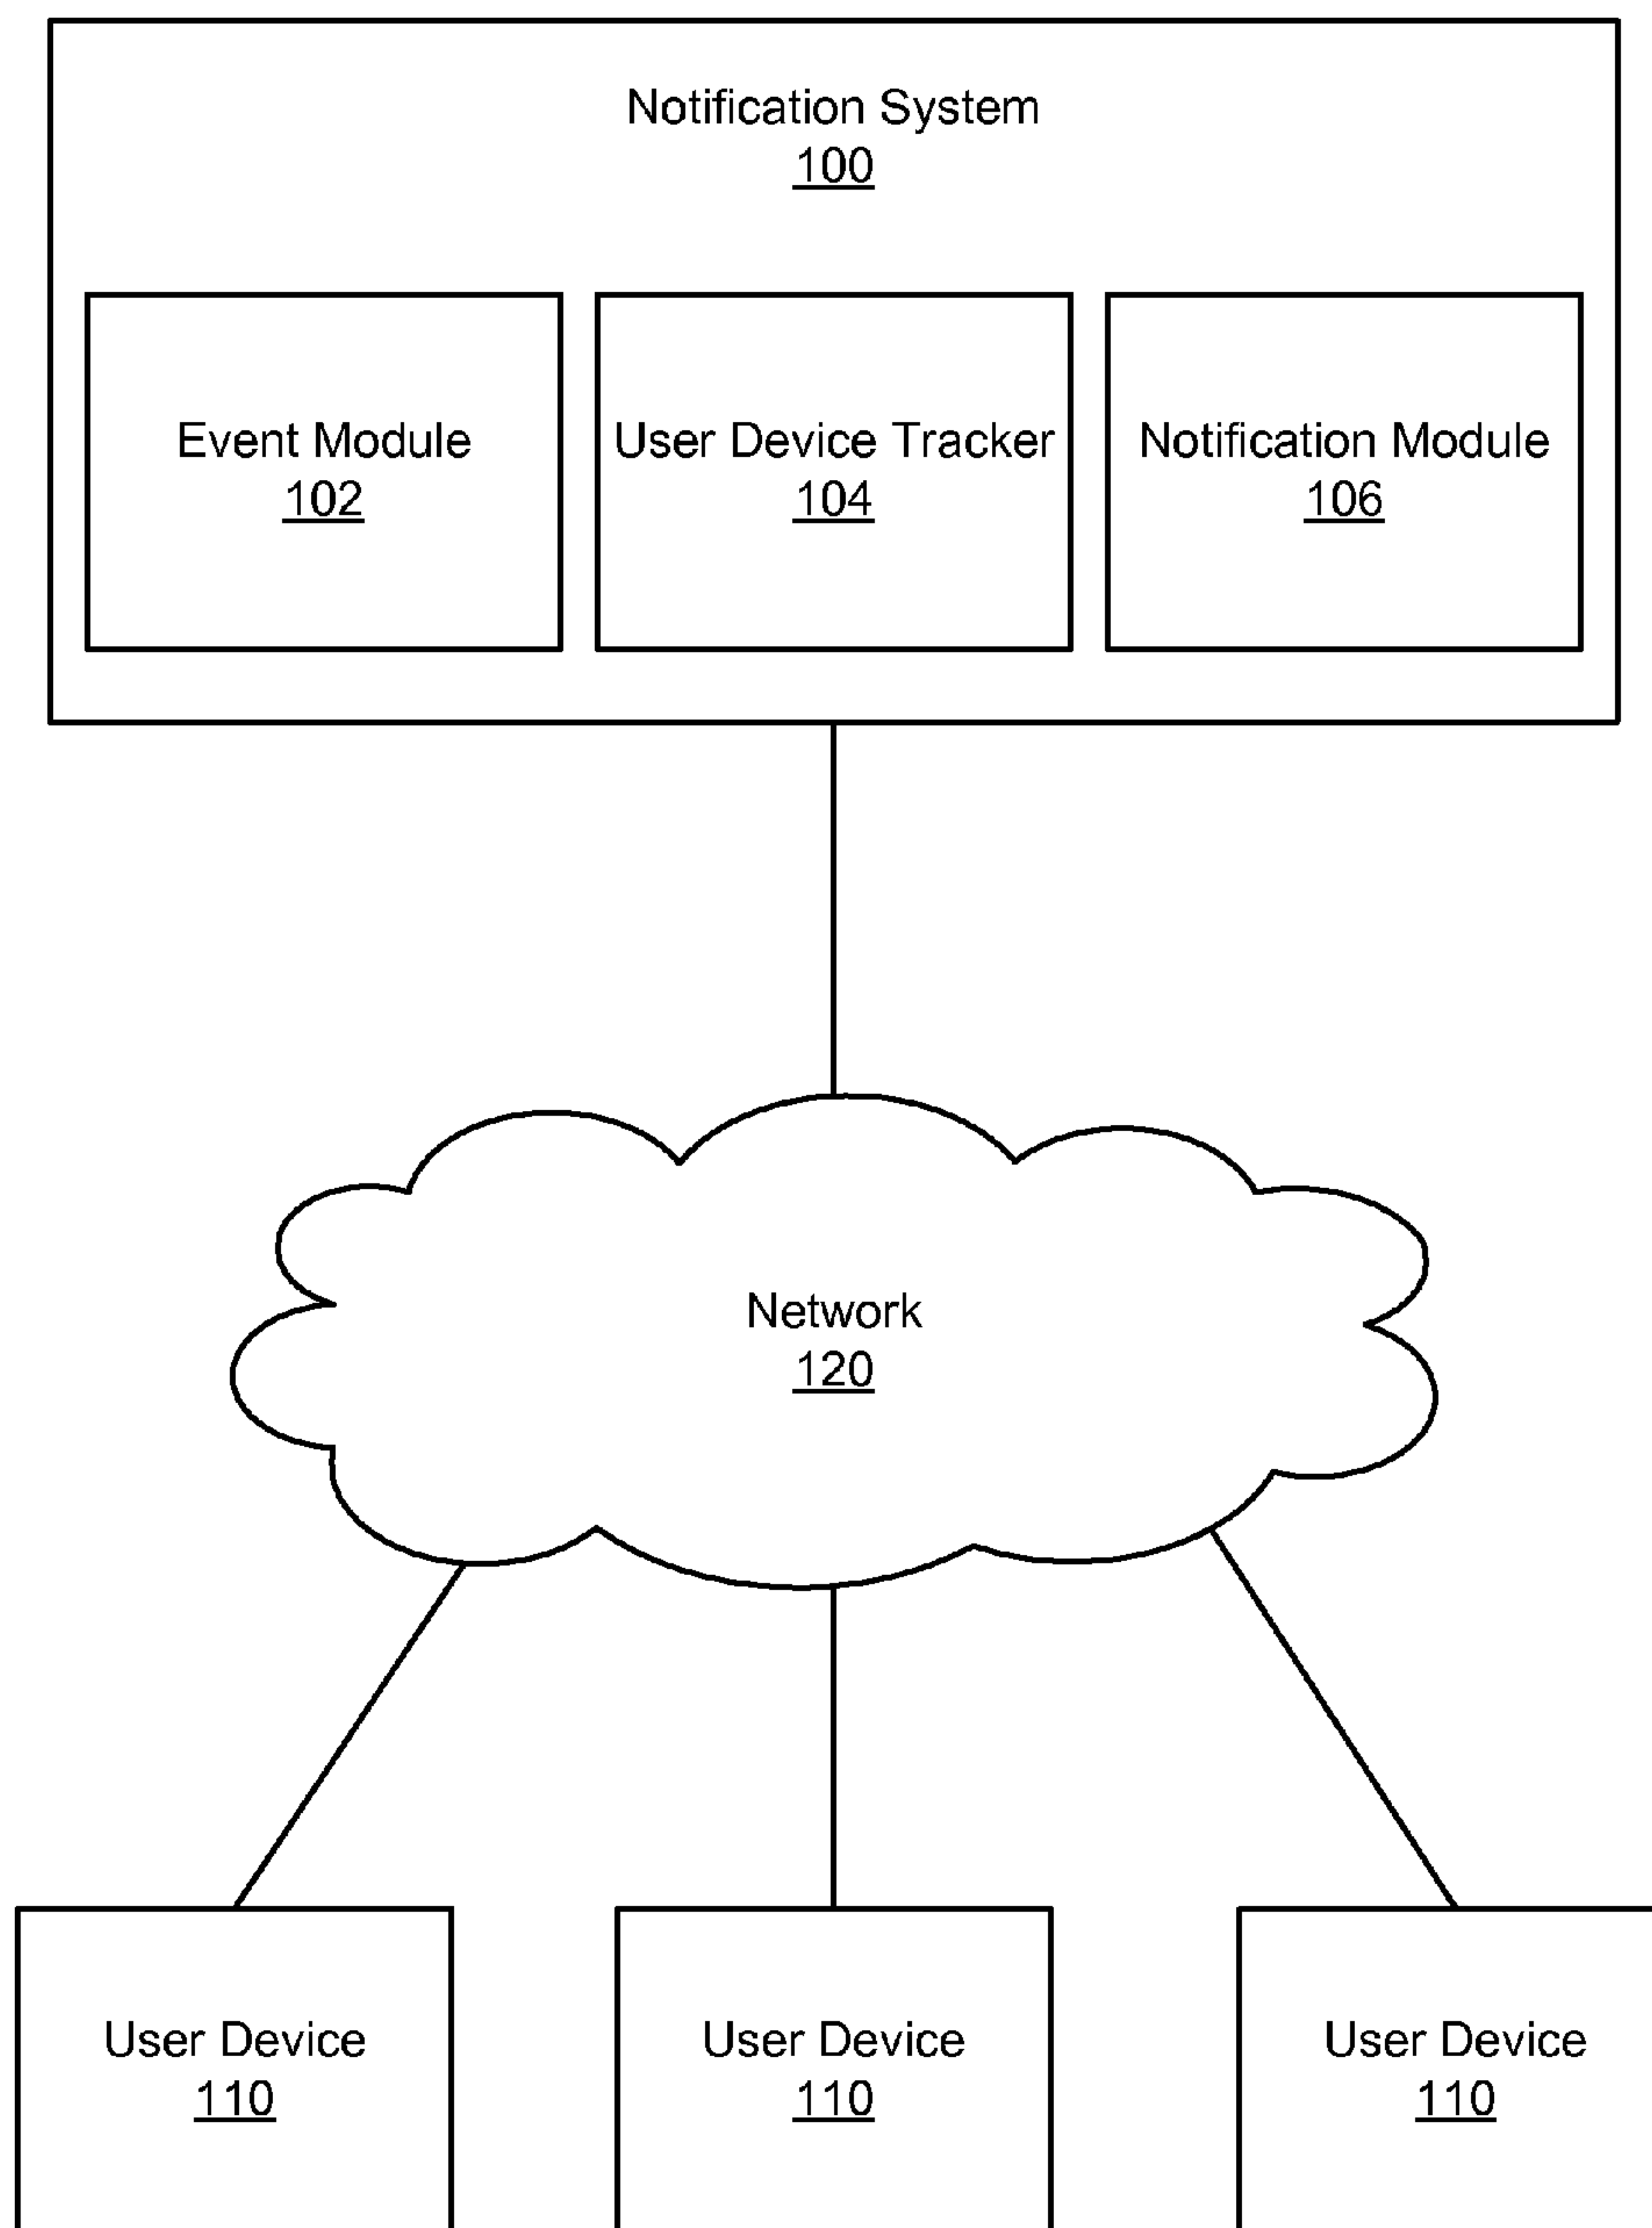 Notification System
100
Event Module
102
User Device Tracker
104
Notification Module
106
Network
120
User Device
110
User Device
110
User Device
110